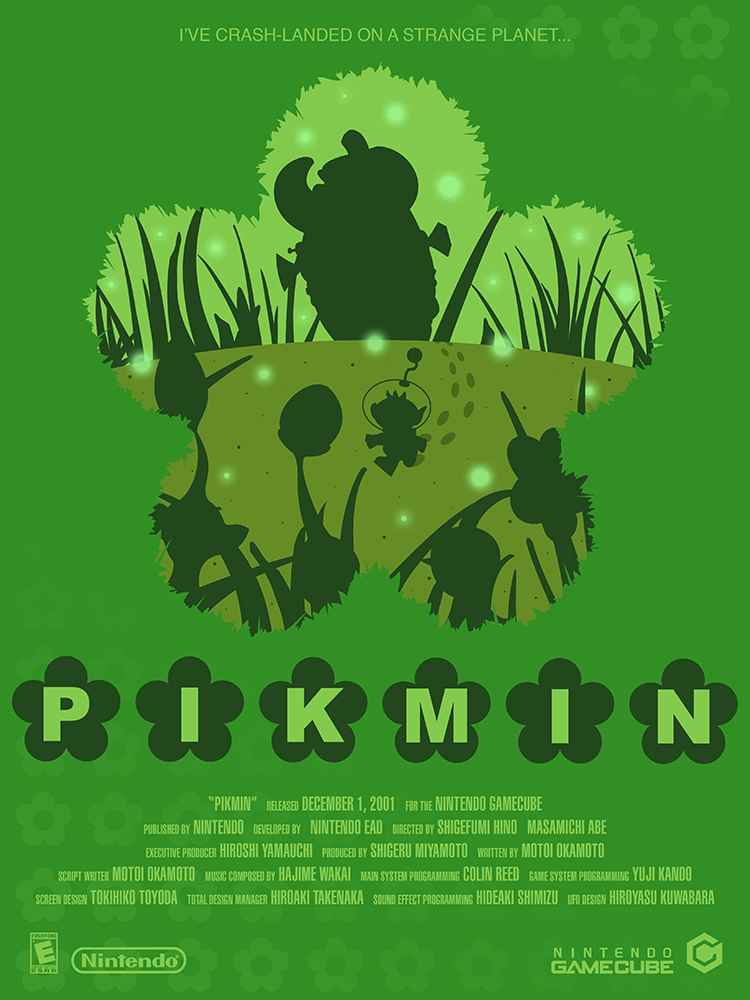 I'VE CRASH-LANDED ON A STRANGE PLANET...
PIKMIN
"PIKMIN" RELEASED DECEMBER 1, 2001 FOR THE NINTENDO GAMECUBE
PUBLISHED BY NINTENDO DEVELOPED BY NINTENDO EAD DIRECTED BY SHIGEFUMI HINO MASAMICHI ABE
EXECUTIVE PRODUCER HIROSHI YAMAUCHI PRODUCED BY SHIGERU MIYAMOTO WRITTEN BY MOTOI OKAMOTO
SCRIPT WRITER MOTOI OKAMOTO MUSIC COMPOSED BY HAJIME WAKAI MAIN SYSTEM PROGRAMMING COLIN REED GAME SYSTEM PROGRAMMING YUJI KANDO
SCREEN DESIGN TOKIHIKO TOYODA TOTAL DESIGN MANAGER HIROAKI TAKENAKA SOUND EFFECT PROGRAMMING HIDEAKI SHIMIZU UFO DESIGN HIROYASU KUWABARA
EVERYONE
E
ESRB
Nintendo
NINTENDO
GAMECUBE